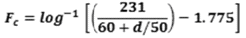 F_c = log⁻¹ [(231 / (60 + d/50)) − 1.775]